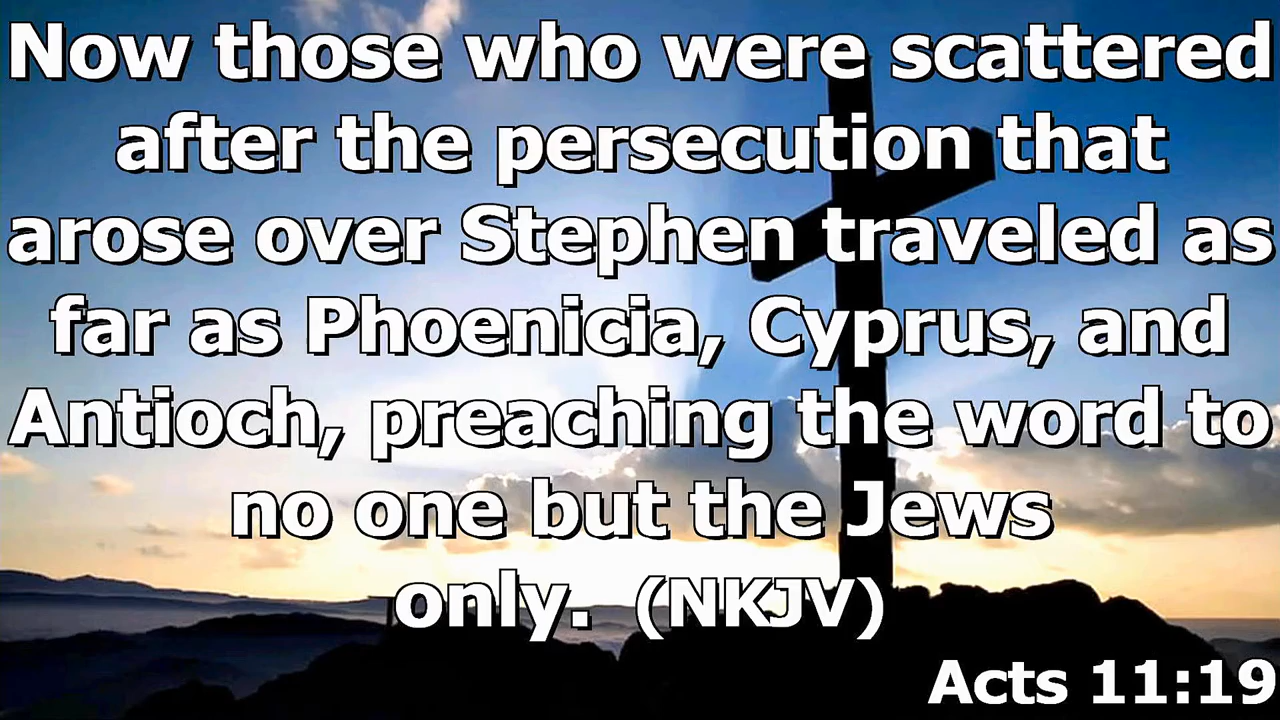 Now those who were scattered
after the persecution that
arose over Stephen traveled as
far as Phoenicia, Cyprus, and
Antioch, preaching the word to
no one but the Jews
only.  (NKJV)
Acts 11:19